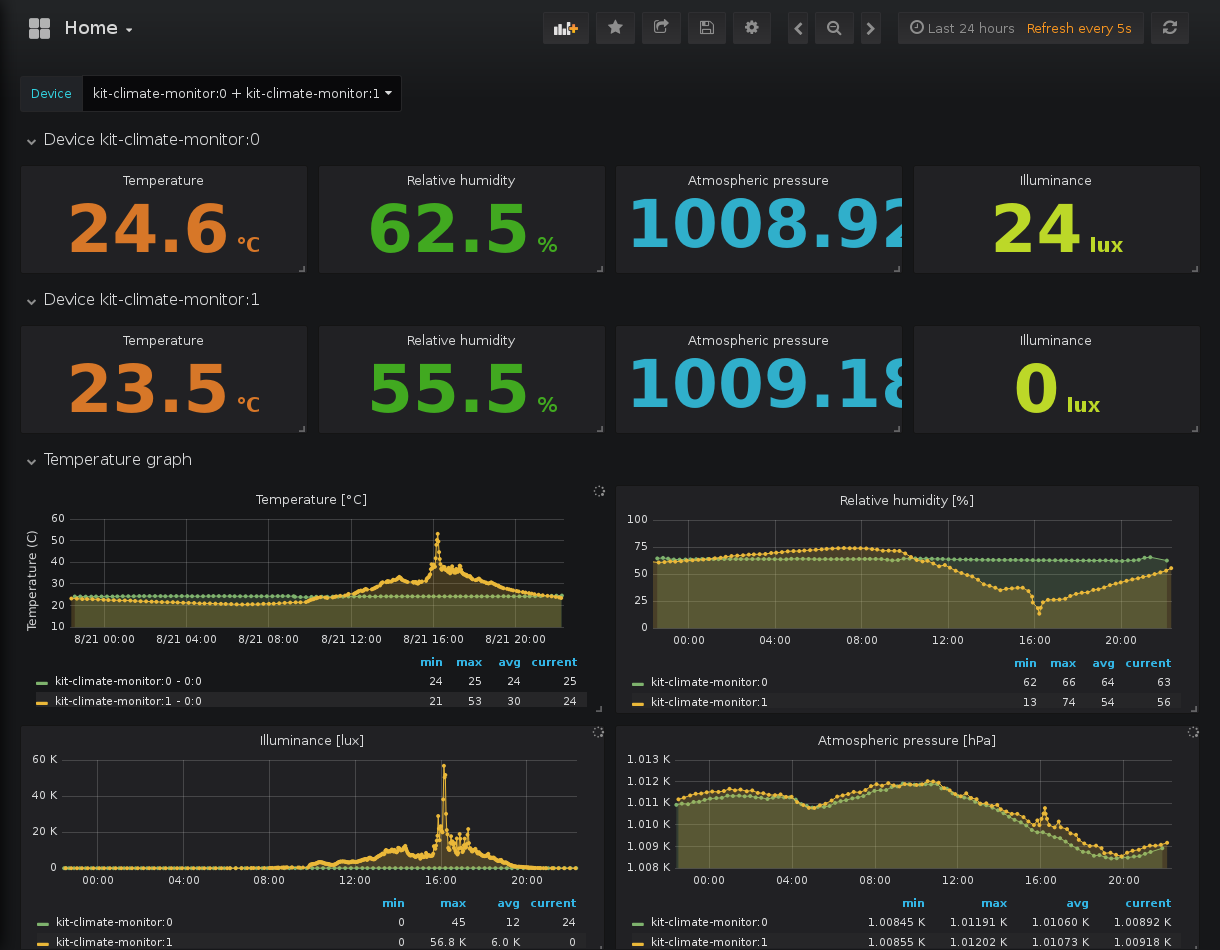 Home
Last 24 hours Refresh every 5s
Device kit-climate-monitor:0 + kit-climate-monitor:1
Device kit-climate-monitor:0
Temperature Relative humidity Atmospheric pressure Illuminance
24.6 °C 62.5 % 1008.92 24 lux
Device kit-climate-monitor:1
Temperature Relative humidity Atmospheric pressure Illuminance
23.5 °C 55.5 % 1009.18 0 lux
Temperature graph
Temperature [°C]
Temperature (C)
60
50
40
30
20
10
8/21 00:00 8/21 04:00 8/21 08:00 8/21 12:00 8/21 16:00 8/21 20:00
min max avg current
kit-climate-monitor:0 - 0:0 24 25 24 25
kit-climate-monitor:1 - 0:0 21 53 30 24
Relative humidity [%]
100
75
50
25
0
00:00 04:00 08:00 12:00 16:00 20:00
min max avg current
kit-climate-monitor:0 62 66 64 63
kit-climate-monitor:1 13 74 54 56
Illuminance [lux]
60 K
40 K
20 K
0
00:00 04:00 08:00 12:00 16:00 20:00
min max avg current
kit-climate-monitor:0 0 45 12 24
kit-climate-monitor:1 0 56.8 K 6.0 K 0
Atmospheric pressure [hPa]
1.013 K
1.012 K
1.011 K
1.010 K
1.009 K
1.008 K
00:00 04:00 08:00 12:00 16:00 20:00
min max avg current
kit-climate-monitor:0 1.00845 K 1.01191 K 1.01060 K 1.00892 K
kit-climate-monitor:1 1.00855 K 1.01202 K 1.01073 K 1.00918 K